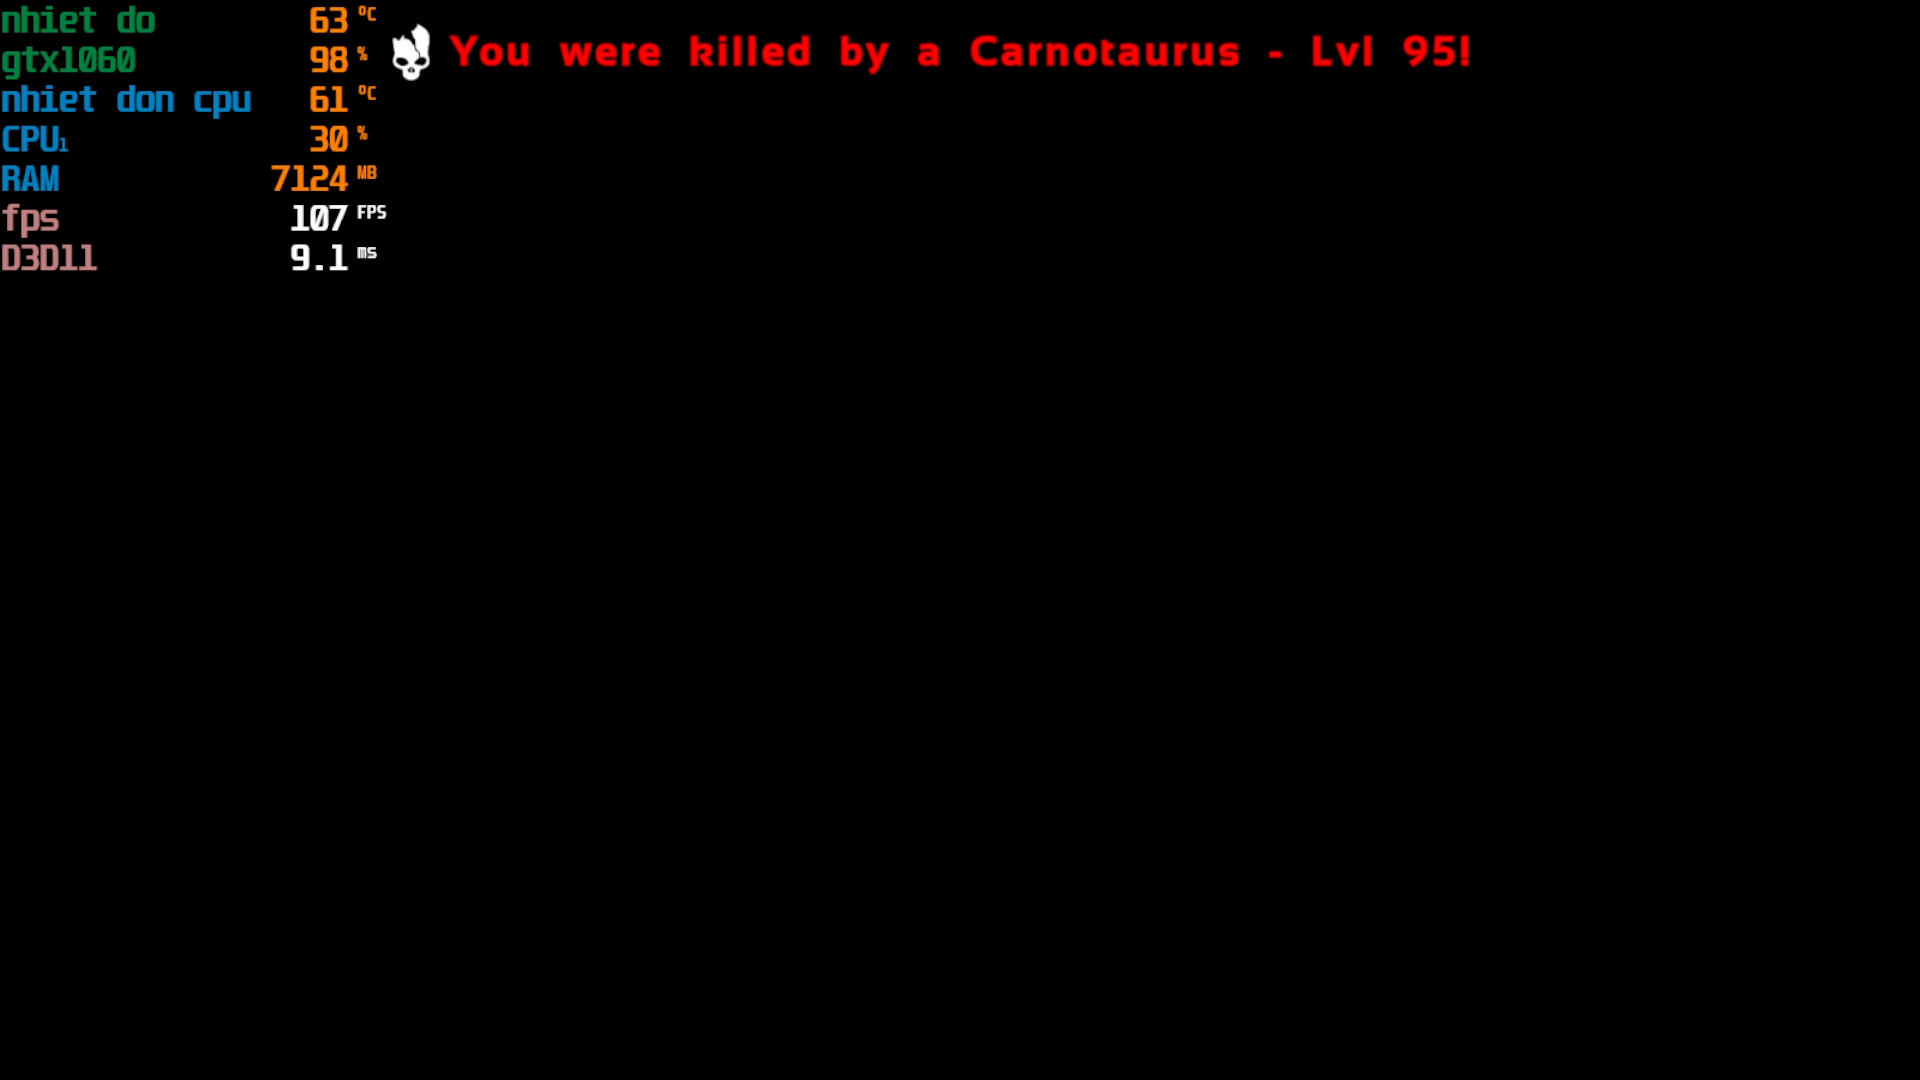 nhiet do 63 °C
gtx1060 98 %
nhiet don cpu 61 °C
CPU1 30 %
RAM 7124 MB
fps 107 FPS
D3D11 9.1 ms
You were killed by a Carnotaurus - Lvl 95!